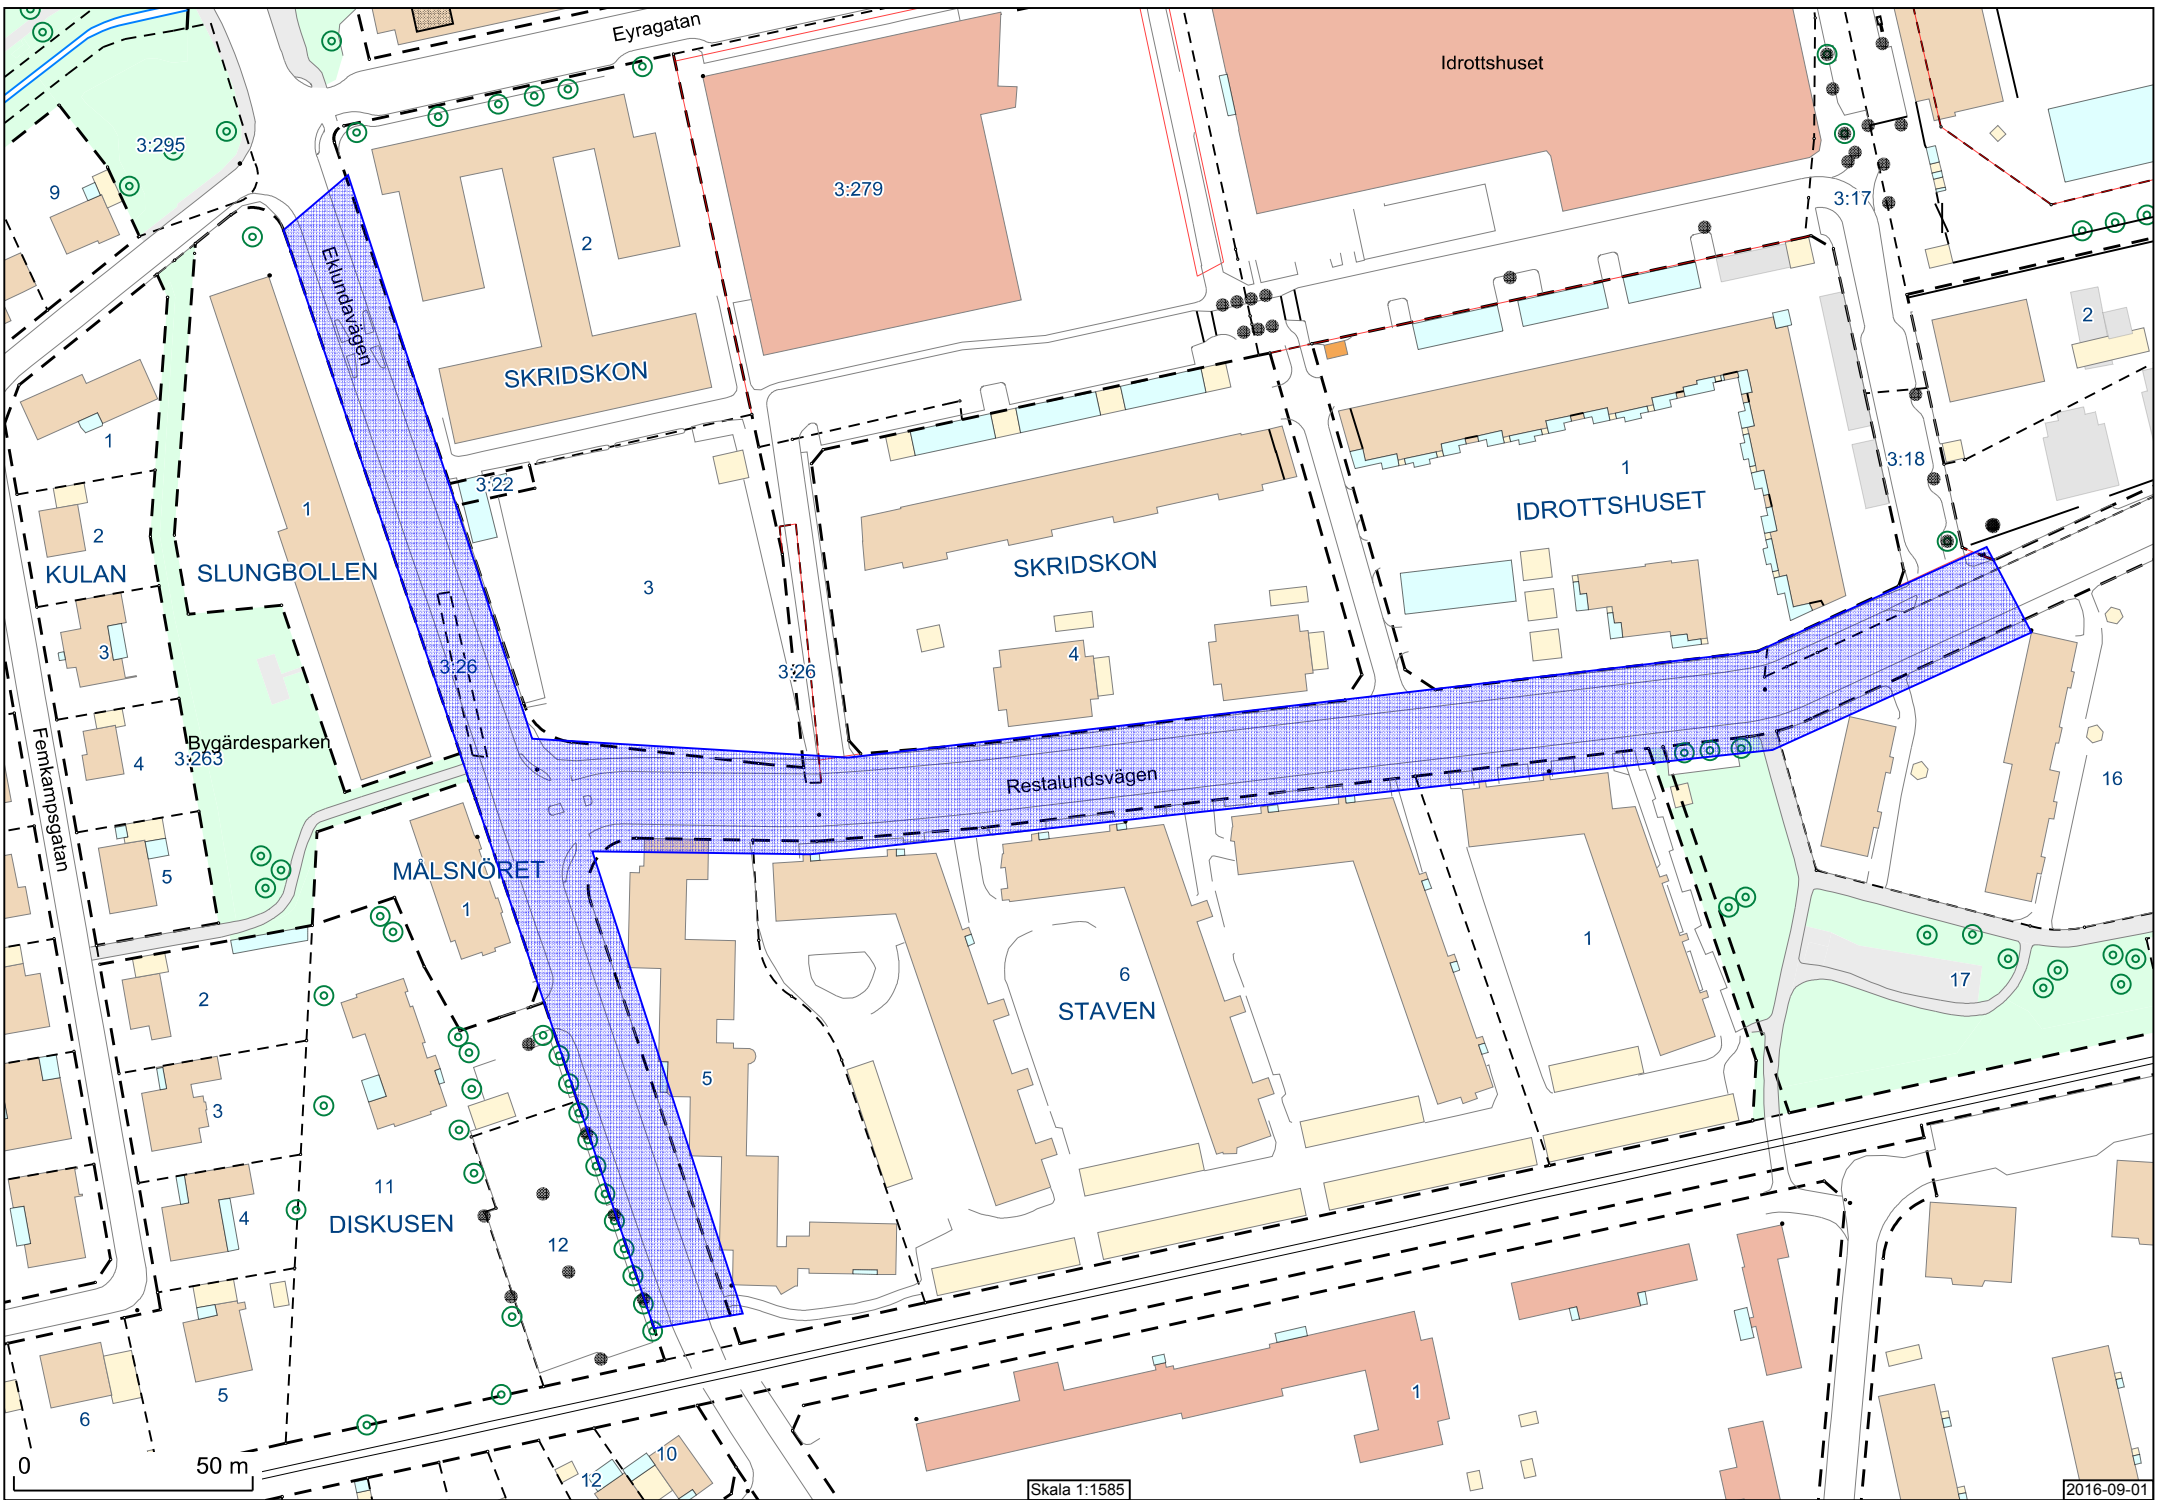 Eyragatan
Idrottshuset
3:295
9
3:279
3:17
2
Eklundavägen
2
SKRIDSKON
1
1
3:22
1
3:18
IDROTTSHUSET
2
KULAN
SLUNGBOLLEN
3
SKRIDSKON
3
3:26
3:26
4
Femkampsgatan
Bygärdesparken
4
3:263
Restalundsvägen
16
5
MÅLSNÖRET
1
1
6
STAVEN
17
2
5
3
11
DISKUSEN
4
12
5
6
1
10
12
0
50 m
Skala 1:1585
2016-09-01